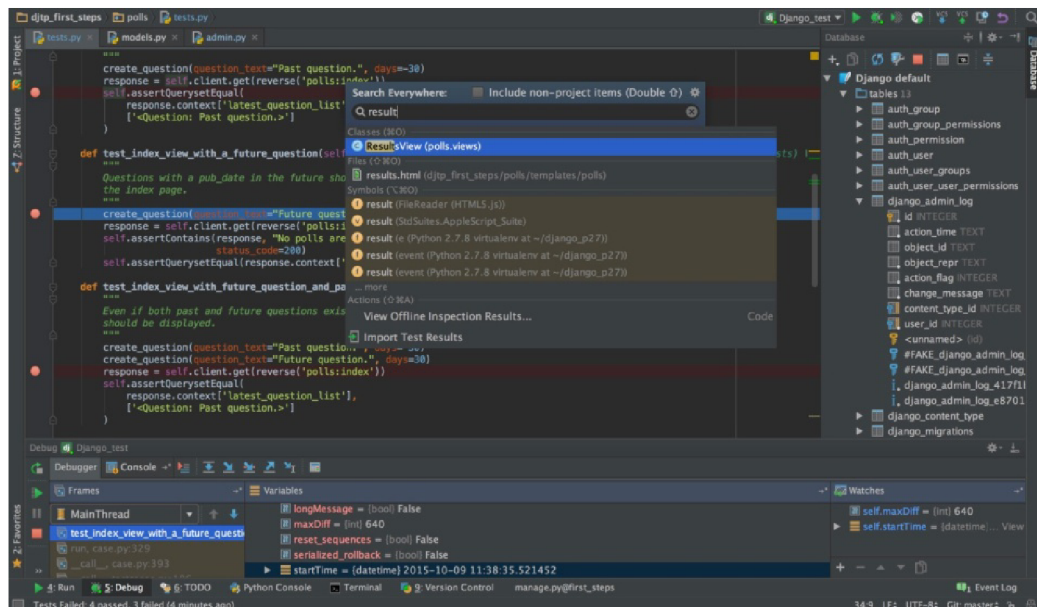 djtp_first_steps polls tests.py Django_test
1: Project
tests.py × models.py × admin.py ×
"""
create_question(question_text="Past question.", days=-30)
response = self.client.get(reverse('polls:index'))
self.assertQuerysetEqual(
response.context['latest_question_list'
['<Question: Past question.>']
)
def test_index_view_with_a_future_question(self
"""
Questions with a pub_date in the future sho
the index page.
"""
create_question(question_text="Future quest
response = self.client.get(reverse('polls:i
self.assertContains(response, "No polls are
status_code=200)
self.assertQuerysetEqual(response.context['
def test_index_view_with_future_question_and_pa
"""
Even if both past and future questions exis
should be displayed.
"""
create_question(question_text="Past question.", days=-30)
create_question(question_text="Future question.", days=30)
response = self.client.get(reverse('polls:index'))
self.assertQuerysetEqual(
response.context['latest_question_list'],
['<Question: Past question.>']
)
Search Everywhere: Include non-project items (Double ⇧)
result
Classes (⌘O)
ResultsView (polls.views)
Files (⇧⌘O)
results.html (djtp_first_steps/polls/templates/polls)
Symbols (⌥⌘O)
result (FileReader (HTML5.js))
result (StdSuites.AppleScript_Suite)
result (e (Python 2.7.8 virtualenv at ~/django_p27))
result (event (Python 2.7.8 virtualenv at ~/django_p27))
result (event (Python 2.7.8 virtualenv at ~/django_p27))
... more
Actions (⇧⌘A)
View Offline Inspection Results... Code
Import Test Results
Database
Django default
tables 13
auth_group
auth_group_permissions
auth_permission
auth_user
auth_user_groups
auth_user_user_permissions
django_admin_log
id INTEGER
action_time TEXT
object_id TEXT
object_repr TEXT
action_flag INTEGER
change_message TEXT
content_type_id INTEGER
user_id INTEGER
<unnamed> (id)
#FAKE_django_admin_log_
#FAKE_django_admin_log_
django_admin_log_417f1
django_admin_log_e8701
django_content_type
django_migrations
Database
Z: Structure
2: Favorites
Debug Django_test
Debugger Console
Frames
MainThread
test_index_view_with_a_future_questi
run, case.py:329
__call__, case.py:393
Variables
longMessage = {bool} False
maxDiff = {int} 640
reset_sequences = {bool} False
serialized_rollback = {bool} False
startTime = {datetime} 2015-10-09 11:38:35.521452
Watches
self.maxDiff = {int} 640
self.startTime = {datetime}... View
4: Run 5: Debug 6: TODO Python Console Terminal 9: Version Control manage.py@first_steps Event Log
Tests Failed: 4 passed, 3 failed (4 minutes ago) 34:9 LF÷ UTF-8÷ Git: master÷